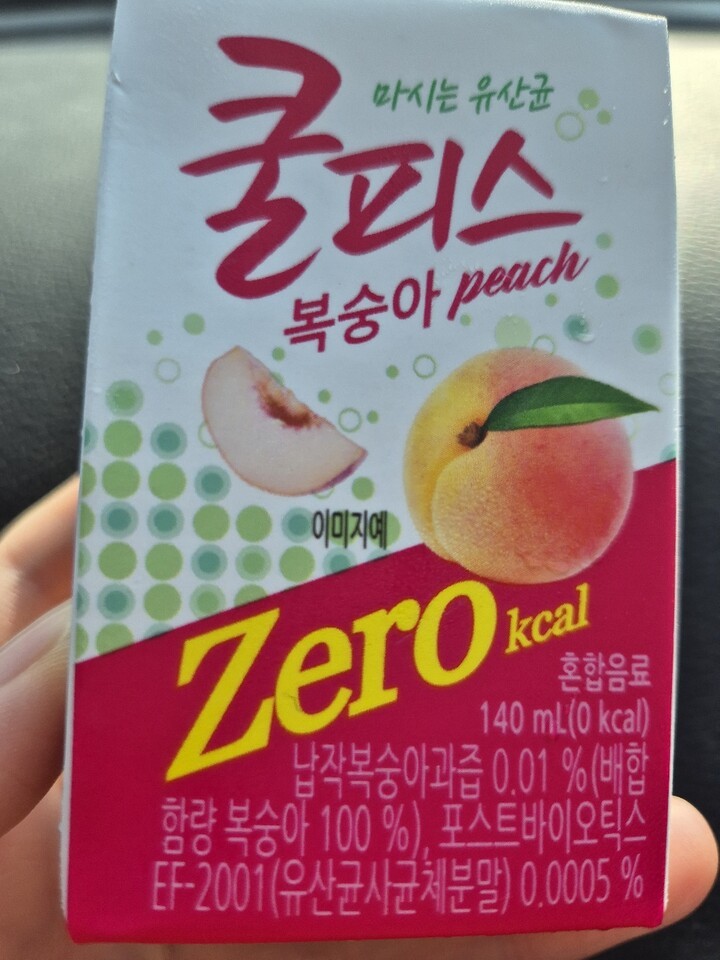 마시는 유산균
쿨피스
복숭아 peach
이미지예
Zero kcal
혼합음료
140 mL(0 kcal)
납작복숭아과즙 0.01 %(배합
함량 복숭아 100 %), 포스트바이오틱스
EF-2001(유산균사균체분말) 0.0005 %